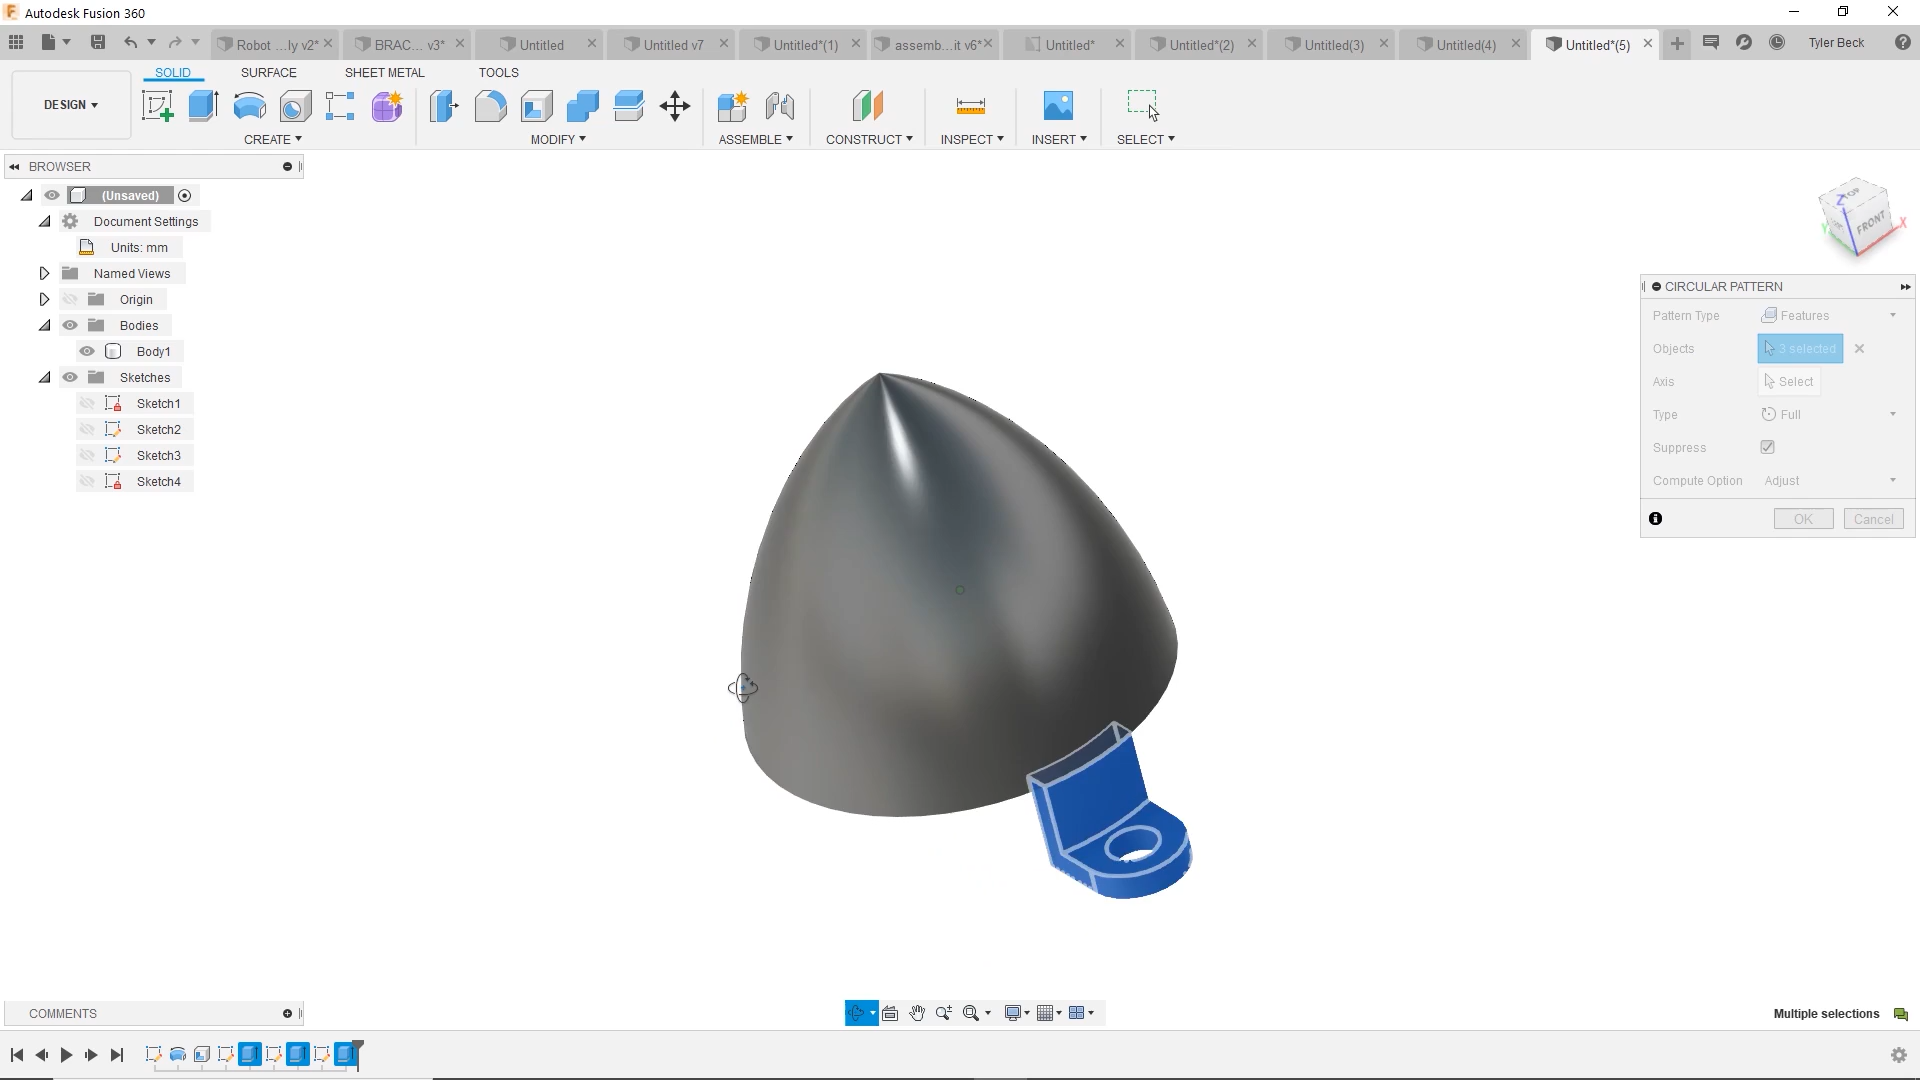 Autodesk Fusion 360
Robot ...ly v2*
BRAC... v3*
Untitled
Untitled v7
Untitled*(1)
assemb...it v6*
Untitled*
Untitled*(2)
Untitled(3)
Untitled(4)
Untitled*(5)
Tyler Beck
SOLID
SURFACE
SHEET METAL
TOOLS
DESIGN
CREATE
MODIFY
ASSEMBLE
CONSTRUCT
INSPECT
INSERT
SELECT
BROWSER
(Unsaved)
Document Settings
Units: mm
Named Views
Origin
Bodies
Body1
Sketches
Sketch1
Sketch2
Sketch3
Sketch4
TOP
Z
FRONT
X
Y
CIRCULAR PATTERN
Pattern Type
Features
Objects
3 selected
Axis
Select
Type
Full
Suppress
Compute Option
Adjust
OK
Cancel
COMMENTS
Multiple selections